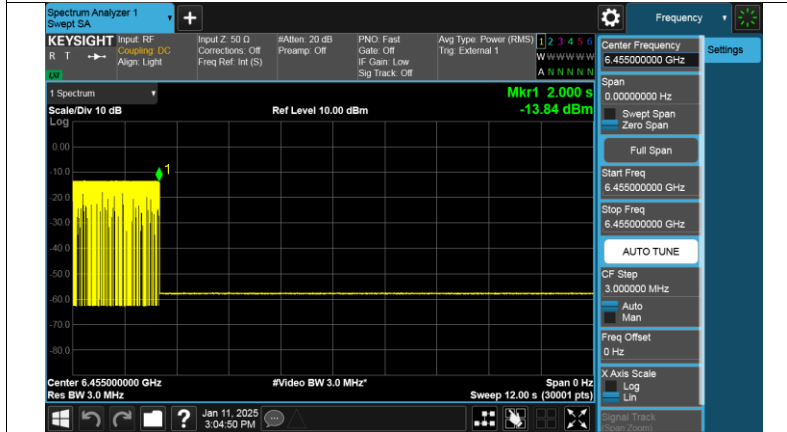 Spectrum Analyzer 1
Swept SA
Frequency
KEYSIGHT
R T
LXI
Input: RF
Coupling: DC
Align: Light
Input Z: 50 Ω
Corrections: Off
Freq Ref: Int (S)
#Atten: 20 dB
Preamp: Off
PNO: Fast
Gate: Off
IF Gain: Low
Sig Track: Off
Avg Type: Power (RMS)
Trig: External 1
1 2 3 4 5 6
W W W W W W
A N N N N N
1 Spectrum
Scale/Div 10 dB
Ref Level 10.00 dBm
Mkr1 2.000 s
-13.84 dBm
Log
0.00
-10.0
-20.0
-30.0
-40.0
-50.0
-60.0
-70.0
-80.0
1
Center 6.455000000 GHz
Res BW 3.0 MHz
#Video BW 3.0 MHz*
Span 0 Hz
Sweep 12.00 s (30001 pts)
Center Frequency
6.455000000 GHz
Settings
Span
0.00000000 Hz
Swept Span
Zero Span
Full Span
Start Freq
6.455000000 GHz
Stop Freq
6.455000000 GHz
AUTO TUNE
CF Step
3.000000 MHz
Auto
Man
Freq Offset
0 Hz
X Axis Scale
Log
Lin
Signal Track
(Span Zoom)
?
Jan 11, 2025
3:04:50 PM